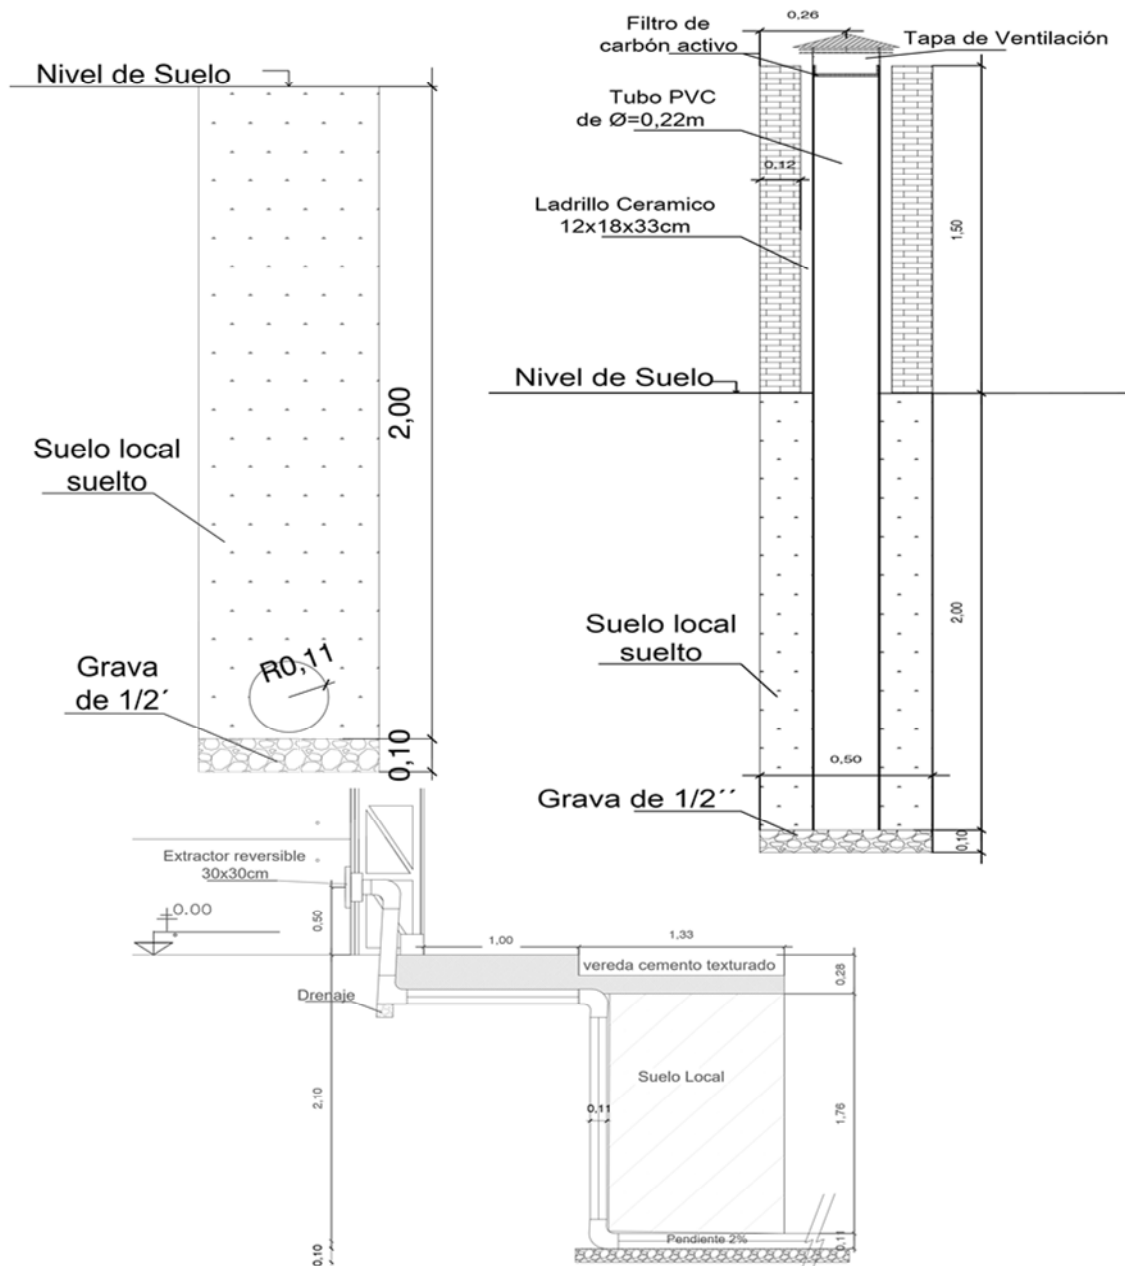 Nivel de Suelo
2,00
Suelo local
suelto
R0,11
Grava
de 1/2´
0,10
0,26
Filtro de
carbón activo
Tapa de Ventilación
Tubo PVC
de Ø=0,22m
0,12
Ladrillo Ceramico
12x18x33cm
1,50
Nivel de Suelo
2,00
Suelo local
suelto
0,50
Grava de 1/2´´
0,10
Extractor reversible
30x30cm
0.00
0,50
1,00
1,33
vereda cemento texturado
0,28
Drenaje
Suelo Local
2,10
0,11
1,76
Pendiente 2%
0,11
0,10